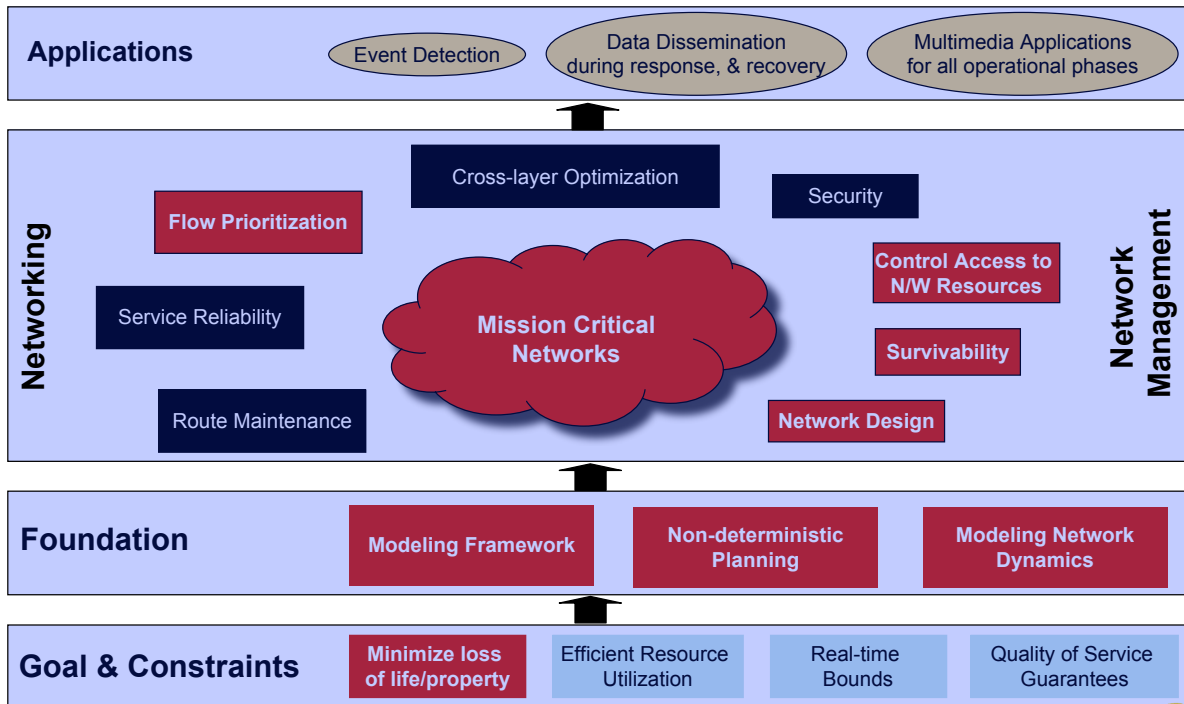 Applications
Event Detection
Data Dissemination
during response, & recovery
Multimedia Applications
for all operational phases
Networking
Cross-layer Optimization
Security
Flow Prioritization
Control Access to
N/W Resources
Service Reliability
Mission Critical
Networks
Survivability
Route Maintenance
Network Design
Network
Management
Foundation
Modeling Framework
Non-deterministic
Planning
Modeling Network
Dynamics
Goal & Constraints
Minimize loss
of life/property
Efficient Resource
Utilization
Real-time
Bounds
Quality of Service
Guarantees